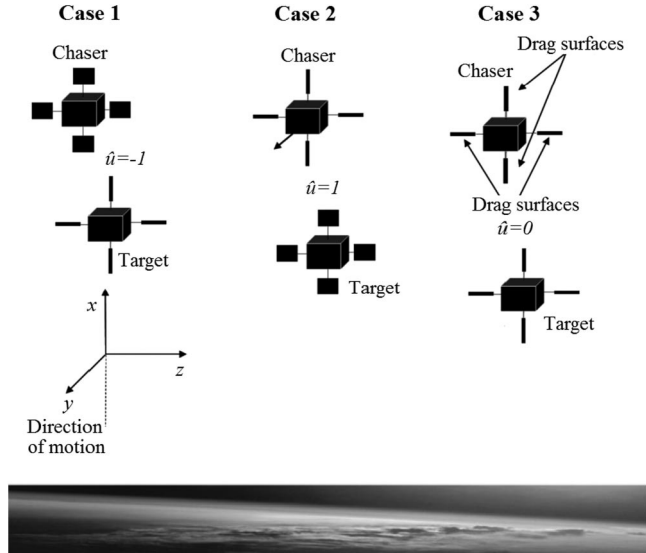 Case 1
Chaser
û=-1
Target
x
z
y
Direction
of motion
Case 2
Chaser
û=1
Target
Case 3
Drag surfaces
Chaser
Drag surfaces
û=0
Target